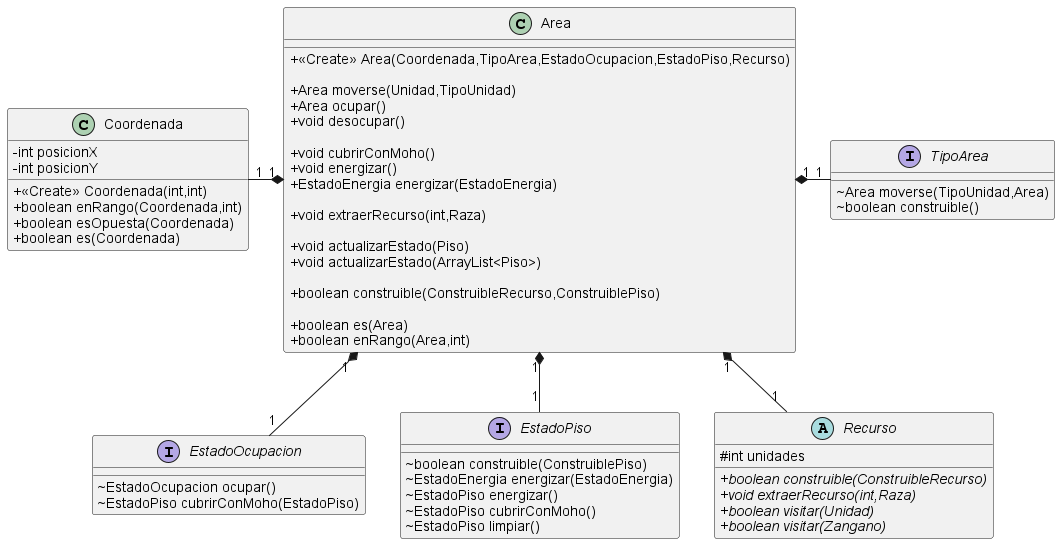 C Area
+«Create» Area(Coordenada,TipoArea,EstadoOcupacion,EstadoPiso,Recurso)
+Area moverse(Unidad,TipoUnidad)
+Area ocupar()
+void desocupar()
+void cubrirConMoho()
+void energizar()
+EstadoEnergia energizar(EstadoEnergia)
+void extraerRecurso(int,Raza)
+void actualizarEstado(Piso)
+void actualizarEstado(ArrayList<Piso>)
+boolean construible(ConstruibleRecurso,ConstruiblePiso)
+boolean es(Area)
+boolean enRango(Area,int)
C Coordenada
-int posicionX
-int posicionY
+«Create» Coordenada(int,int)
+boolean enRango(Coordenada,int)
+boolean esOpuesta(Coordenada)
+boolean es(Coordenada)
1 1
1 1
I TipoArea
~Area moverse(TipoUnidad,Area)
~boolean construible()
1
1
1
1
1
1
I EstadoOcupacion
~EstadoOcupacion ocupar()
~EstadoPiso cubrirConMoho(EstadoPiso)
I EstadoPiso
~boolean construible(ConstruiblePiso)
~EstadoEnergia energizar(EstadoEnergia)
~EstadoPiso energizar()
~EstadoPiso cubrirConMoho()
~EstadoPiso limpiar()
A Recurso
#int unidades
+boolean construible(ConstruibleRecurso)
+void extraerRecurso(int,Raza)
+boolean visitar(Unidad)
+boolean visitar(Zangano)